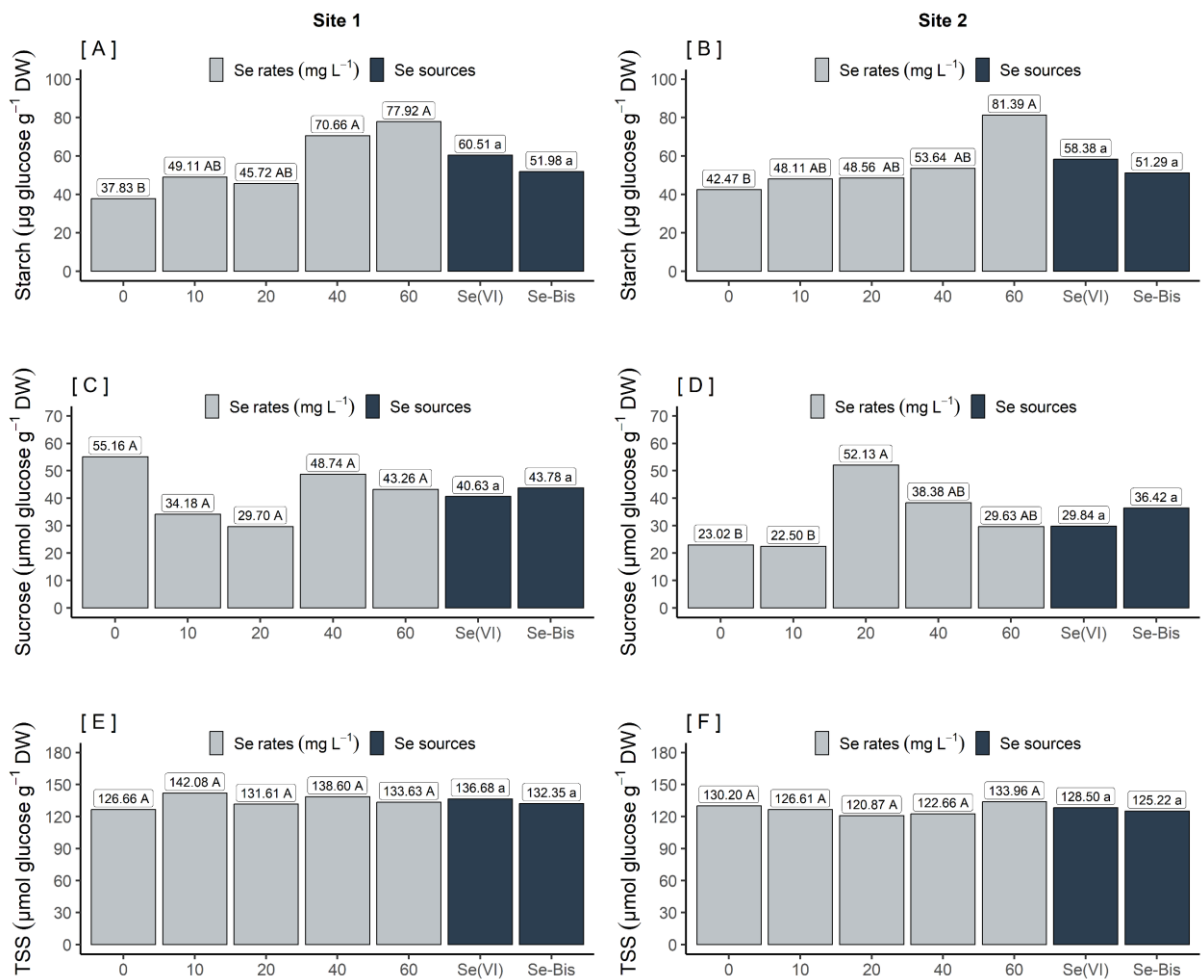 Site 1
Site 2
[ A ]
Se rates (mg L⁻¹) Se sources
Starch (µg glucose g⁻¹ DW)
100
80
60
40
20
0
37.83 B
49.11 AB
45.72 AB
70.66 A
77.92 A
60.51 a
51.98 a
0 10 20 40 60 Se(VI) Se-Bis
[ B ]
Se rates (mg L⁻¹) Se sources
Starch (µg glucose g⁻¹ DW)
100
80
60
40
20
0
42.47 B
48.11 AB
48.56 AB
53.64 AB
81.39 A
58.38 a
51.29 a
0 10 20 40 60 Se(VI) Se-Bis
[ C ]
Se rates (mg L⁻¹) Se sources
Sucrose (µmol glucose g⁻¹ DW)
70
60
50
40
30
20
10
0
55.16 A
34.18 A
29.70 A
48.74 A
43.26 A
40.63 a
43.78 a
0 10 20 40 60 Se(VI) Se-Bis
[ D ]
Se rates (mg L⁻¹) Se sources
Sucrose (µmol glucose g⁻¹ DW)
70
60
50
40
30
20
10
0
23.02 B
22.50 B
52.13 A
38.38 AB
29.63 AB
29.84 a
36.42 a
0 10 20 40 60 Se(VI) Se-Bis
[ E ]
Se rates (mg L⁻¹) Se sources
TSS (µmol glucose g⁻¹ DW)
180
150
120
90
60
30
0
126.66 A
142.08 A
131.61 A
138.60 A
133.63 A
136.68 a
132.35 a
0 10 20 40 60 Se(VI) Se-Bis
[ F ]
Se rates (mg L⁻¹) Se sources
TSS (µmol glucose g⁻¹ DW)
180
150
120
90
60
30
0
130.20 A
126.61 A
120.87 A
122.66 A
133.96 A
128.50 a
125.22 a
0 10 20 40 60 Se(VI) Se-Bis